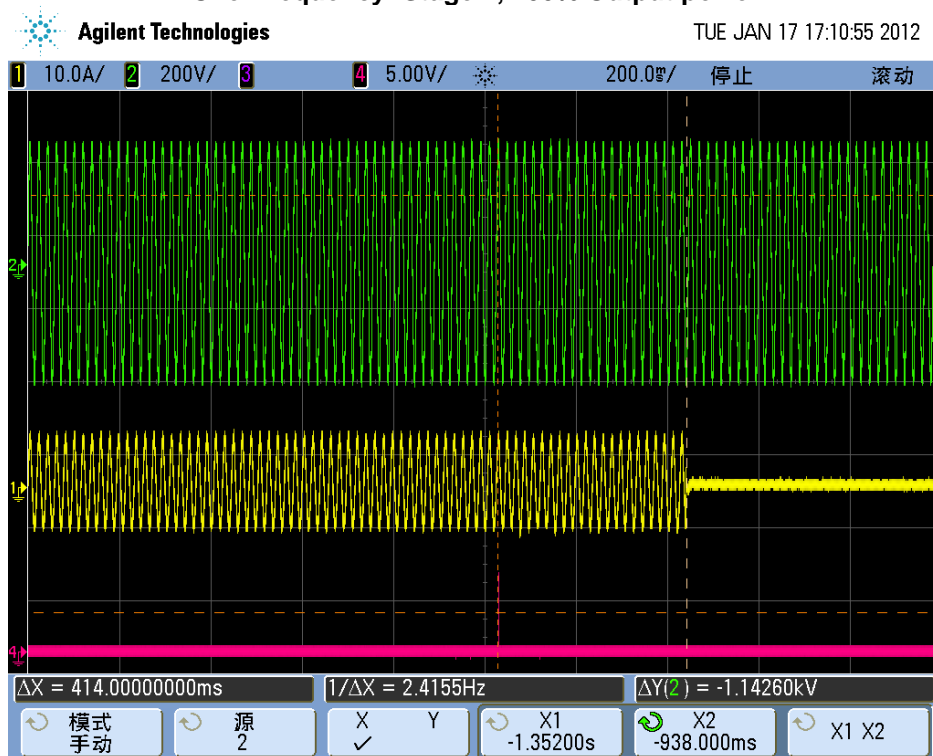 Agilent Technologies TUE JAN 17 17:10:55 2012
1 10.0A/ 2 200V/ 3 4 5.00V/ 200.0ms/ 停止 滚动
2
1
4
ΔX = 414.00000000ms 1/ΔX = 2.4155Hz ΔY(2) = -1.14260kV
模式 源 X Y X1 X2 X1 X2
手动 2 ✓ -1.35200s -938.000ms